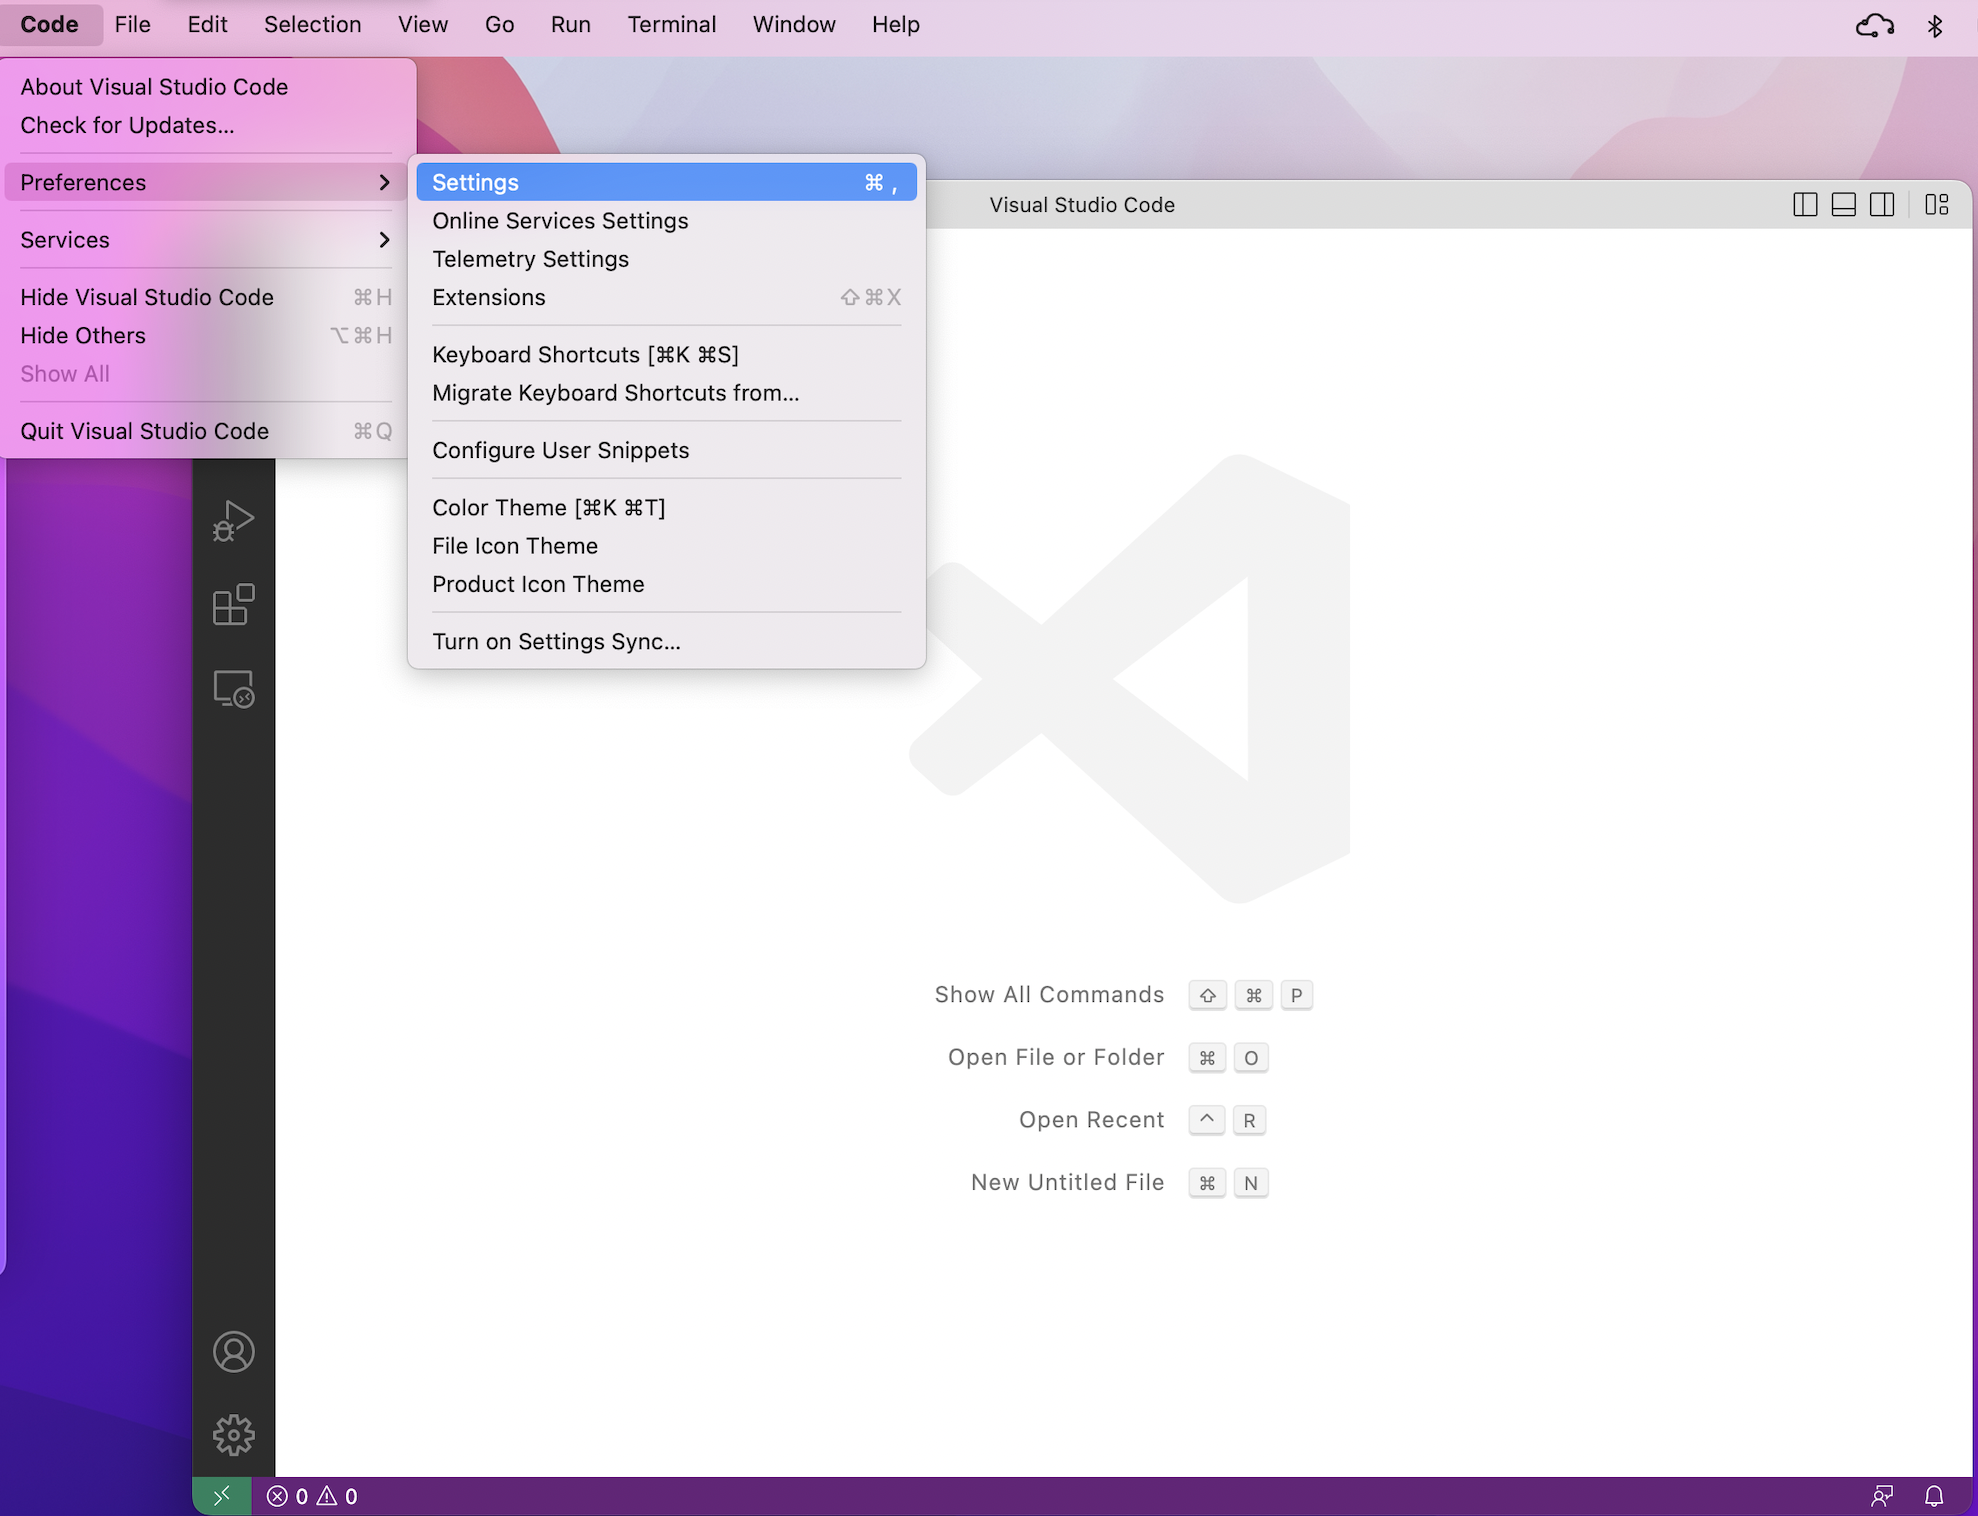 Code File Edit Selection View Go Run Terminal Window Help
About Visual Studio Code
Check for Updates...
Preferences
Services
Hide Visual Studio Code ⌘H
Hide Others ⌥⌘H
Show All
Quit Visual Studio Code ⌘Q
Settings ⌘ ,
Online Services Settings
Telemetry Settings
Extensions ⇧⌘X
Keyboard Shortcuts [⌘K ⌘S]
Migrate Keyboard Shortcuts from...
Configure User Snippets
Color Theme [⌘K ⌘T]
File Icon Theme
Product Icon Theme
Turn on Settings Sync...
Visual Studio Code
Show All Commands ⇧ ⌘ P
Open File or Folder ⌘ O
Open Recent ^ R
New Untitled File ⌘ N
0 0